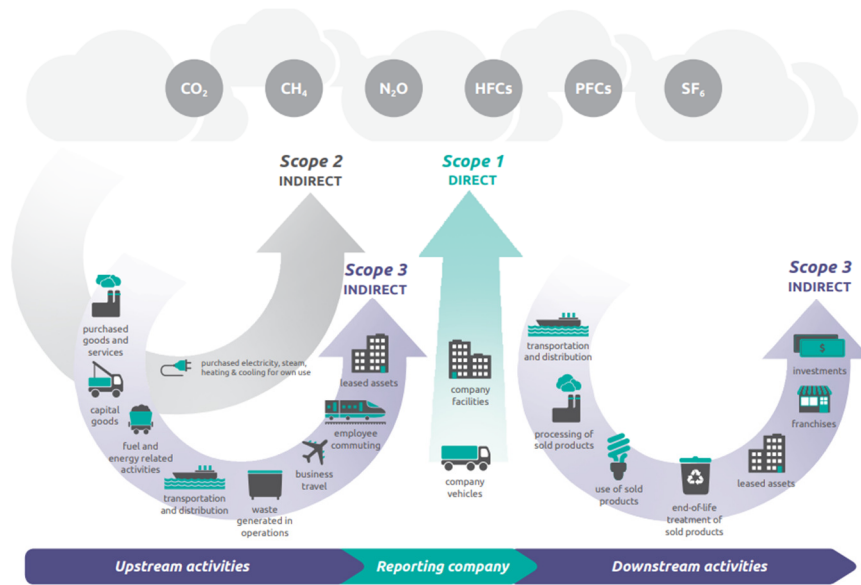 CO₂
CH₄
N₂O
HFCs
PFCs
SF₆
Scope 2
INDIRECT
Scope 1
DIRECT
Scope 3
INDIRECT
Scope 3
INDIRECT
purchased
goods and
services
capital
goods
fuel and
energy related
activities
transportation
and distribution
waste
generated in
operations
business
travel
employee
commuting
leased assets
purchased electricity, steam,
heating & cooling for own use
company
facilities
company
vehicles
transportation
and distribution
processing of
sold products
use of sold
products
end-of-life
treatment of
sold products
leased assets
franchises
$
investments
Upstream activities
Reporting company
Downstream activities